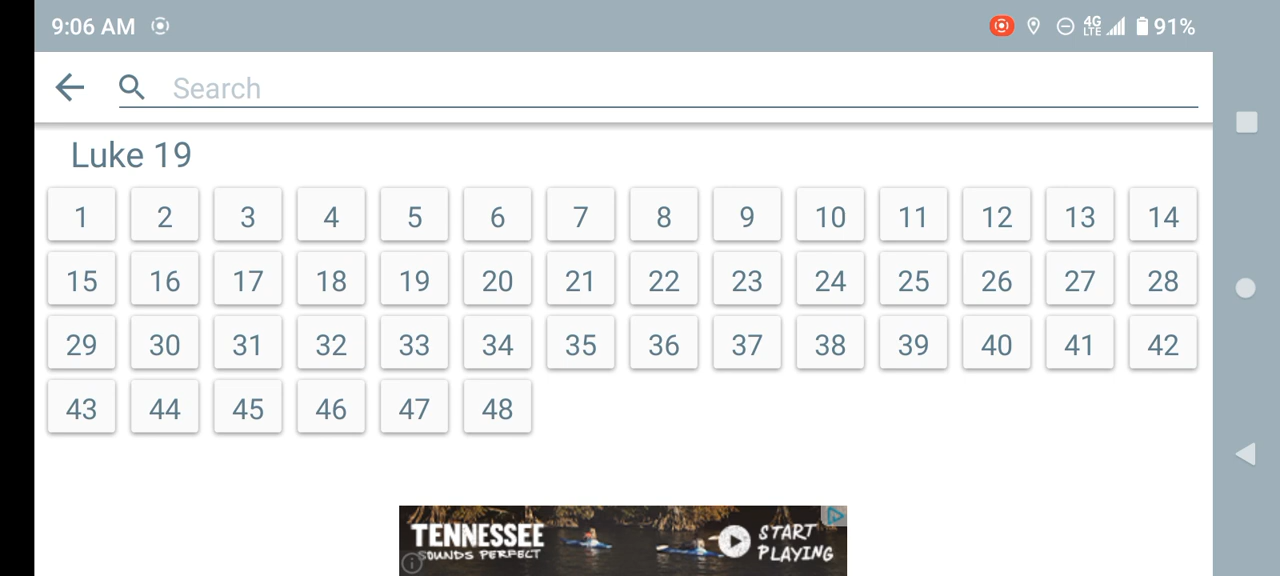 9:06 AM 4G LTE 91%
Search
Luke 19
1 2 3 4 5 6 7 8 9 10 11 12 13 14
15 16 17 18 19 20 21 22 23 24 25 26 27 28
29 30 31 32 33 34 35 36 37 38 39 40 41 42
43 44 45 46 47 48
TENNESSEE
SOUNDS PERFECT
START
PLAYING